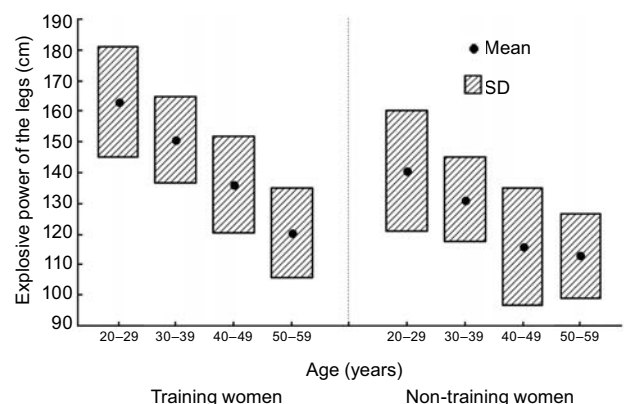 Explosive power of the legs (cm)
190
180
170
160
150
140
130
120
110
100
90
Mean
SD
20–29 30–39 40–49 50–59 20–29 30–39 40–49 50–59
Age (years)
Training women Non-training women